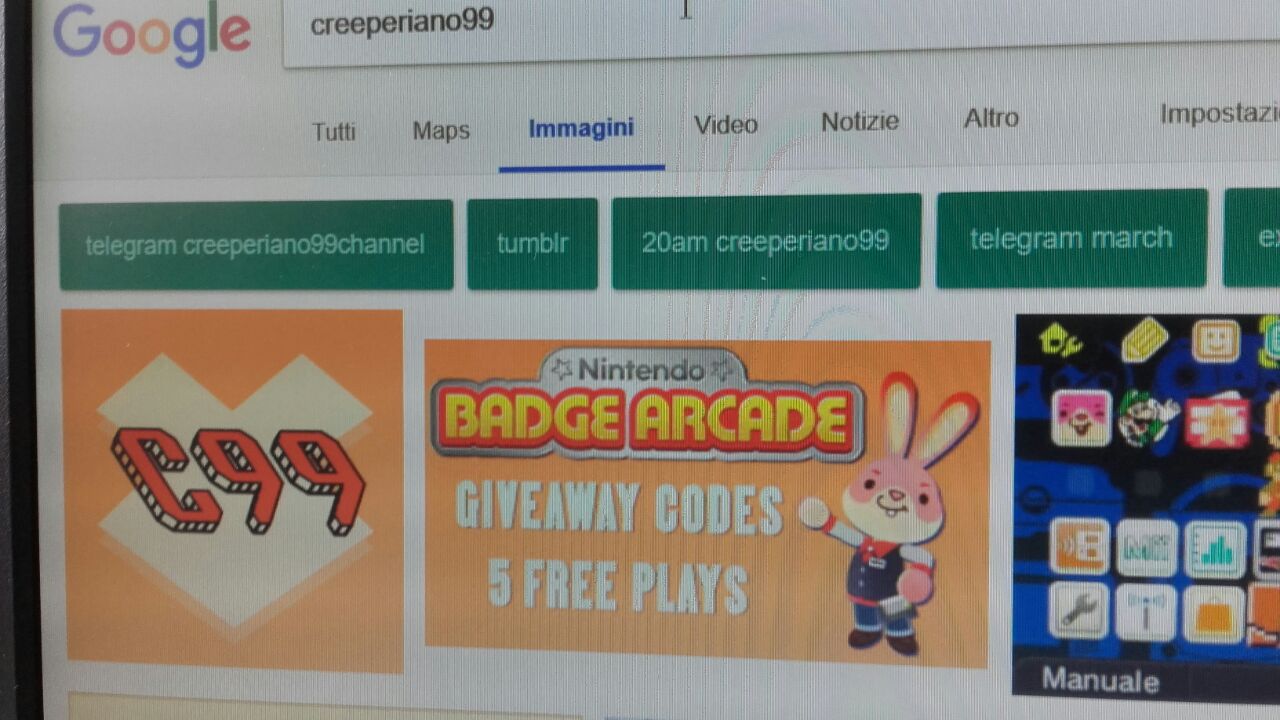 Google
creeperiano99
Tutti Maps Immagini Video Notizie Altro Impostazi
telegram creeperiano99channel tumblr 20am creeperiano99 telegram march ex
C99
Nintendo
BADGE ARCADE
GIVEAWAY CODES
5 FREE PLAYS
Manuale